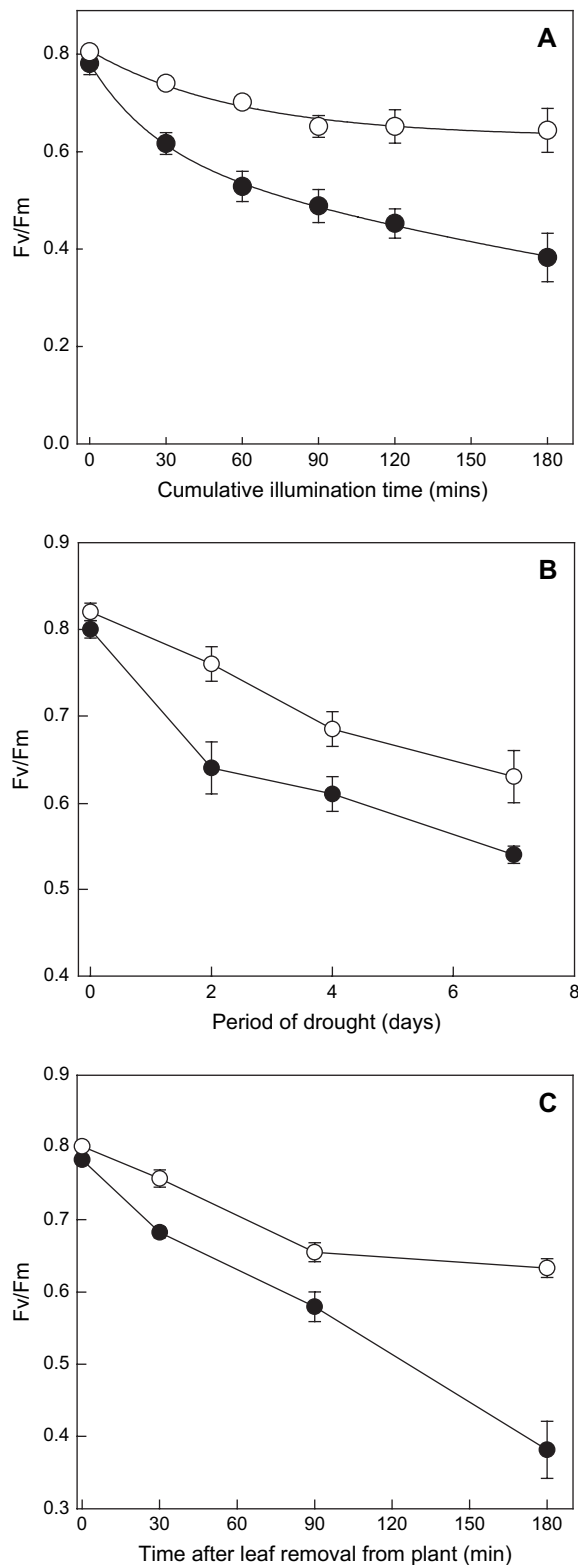 A
0.8
0.6
0.4
0.2
0.0
Fv/Fm
0 30 60 90 120 150 180
Cumulative illumination time (mins)
B
0.9
0.8
0.7
0.6
0.5
0.4
Fv/Fm
0 2 4 6 8
Period of drought (days)
C
0.9
0.8
0.7
0.6
0.5
0.4
0.3
Fv/Fm
0 30 60 90 120 150 180
Time after leaf removal from plant (min)